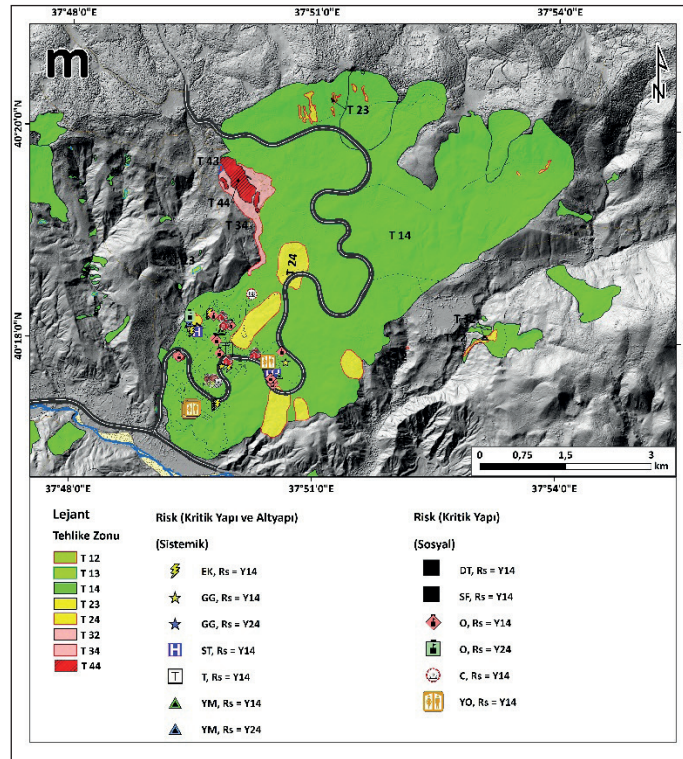 37°48'0"E 37°51'0"E 37°54'0"E
m
N
40°20'0"N
40°18'0"N
T 23
T 43
T 44
T 34
T 14
T 24
0 0,75 1,5 3
km
37°48'0"E 37°51'0"E 37°54'0"E
Lejant
Tehlike Zonu
T 12
T 13
T 14
T 23
T 24
T 32
T 34
T 44
Risk (Kritik Yapı ve Altyapı)
(Sistemik)
EK, Rs = Y14
GG, Rs = Y14
GG, Rs = Y24
H ST, Rs = Y14
T T, Rs = Y14
YM, Rs = Y14
YM, Rs = Y24
Risk (Kritik Yapı)
(Sosyal)
DT, Rs = Y14
SF, Rs = Y14
O, Rs = Y14
O, Rs = Y24
C, Rs = Y14
YO, Rs = Y14